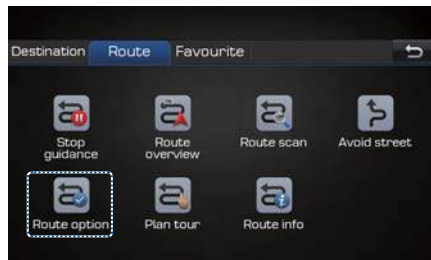 Destination Route Favourite
Stop guidance
Route overview
Route scan
Avoid street
Route option
Plan tour
Route info